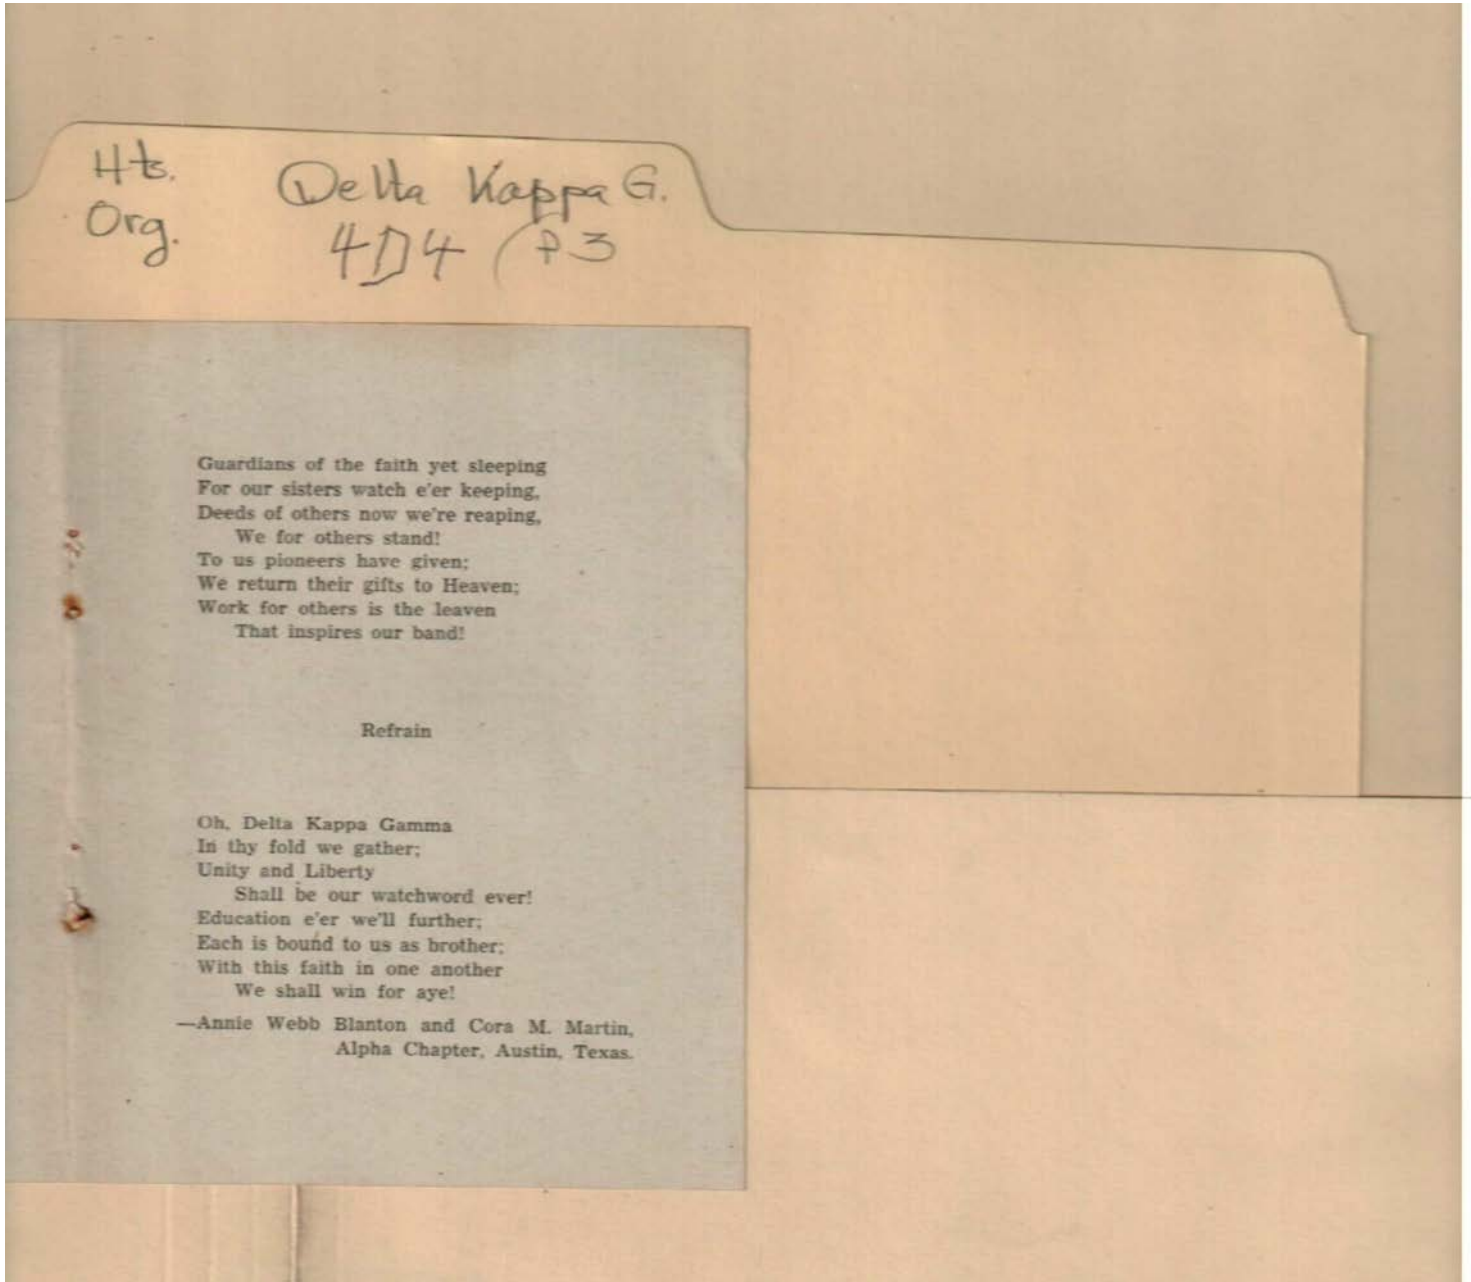 Hts. Delta Kappa G.
Org. 4D4 ( P3
Guardians of the faith yet sleeping
For our sisters watch e'er keeping,
Deeds of others now we're reaping,
We for others stand!
To us pioneers have given;
We return their gifts to Heaven;
Work for others is the leaven
That inspires our band!
Refrain
Oh, Delta Kappa Gamma
In thy fold we gather;
Unity and Liberty
Shall be our watchword ever!
Education e'er we'll further;
Each is bound to us as brother;
With this faith in one another
We shall win for aye!
—Annie Webb Blanton and Cora M. Martin,
Alpha Chapter, Austin, Texas.